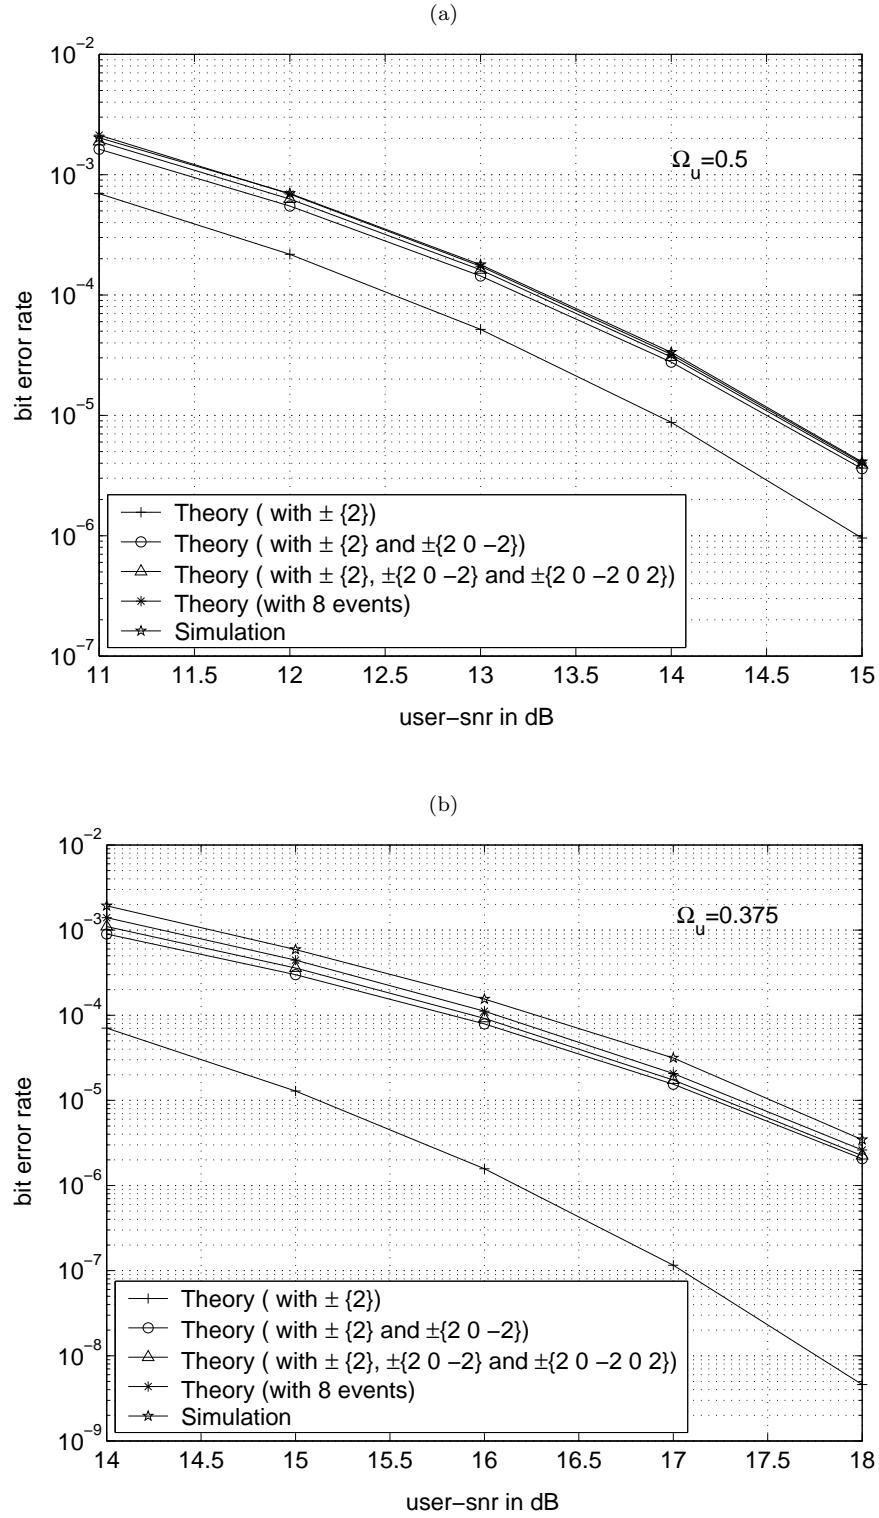 (a)
10−2
10−3
10−4
10−5
10−6
10−7
bit error rate
Ωu=0.5
Theory ( with ± {2})
Theory ( with ± {2} and ±{2 0 −2})
Theory ( with ± {2}, ±{2 0 −2} and ±{2 0 −2 0 2})
Theory (with 8 events)
Simulation
11 11.5 12 12.5 13 13.5 14 14.5 15
user−snr in dB
(b)
10−2
10−3
10−4
10−5
10−6
10−7
10−8
10−9
bit error rate
Ωu=0.375
Theory ( with ± {2})
Theory ( with ± {2} and ±{2 0 −2})
Theory ( with ± {2}, ±{2 0 −2} and ±{2 0 −2 0 2})
Theory (with 8 events)
Simulation
14 14.5 15 15.5 16 16.5 17 17.5 18
user−snr in dB